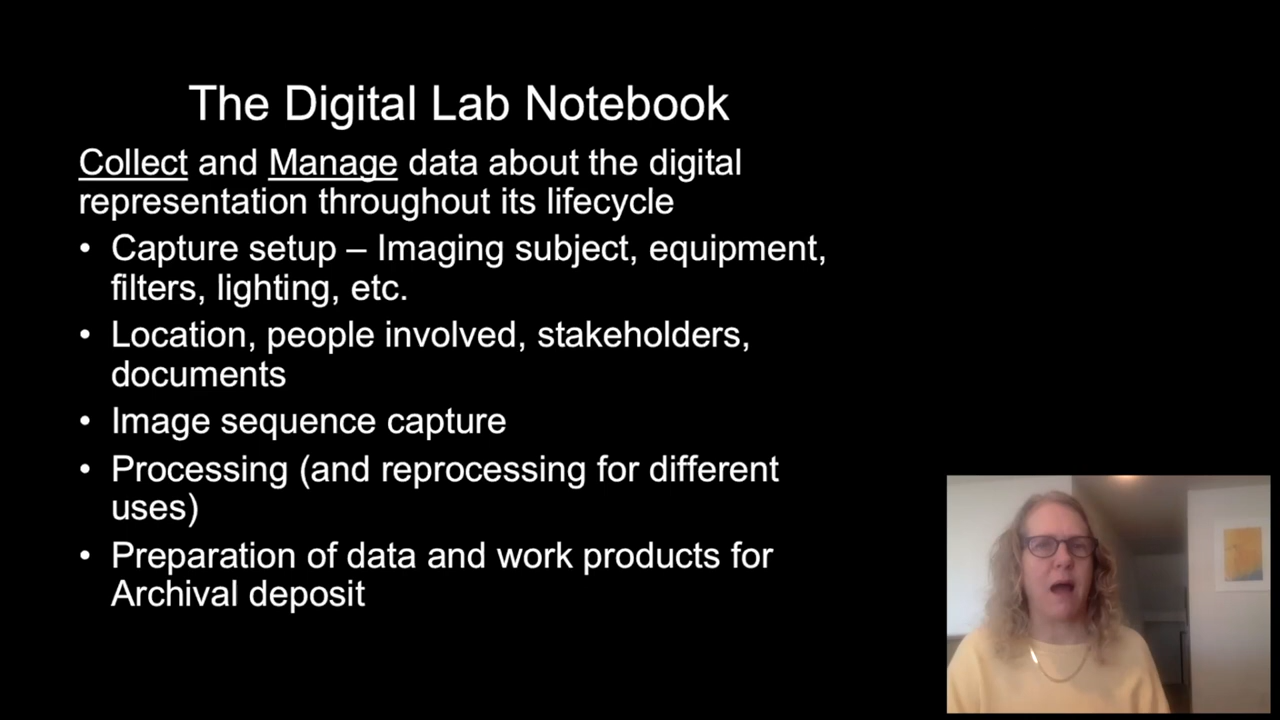 The Digital Lab Notebook
Collect and Manage data about the digital
representation throughout its lifecycle
• Capture setup – Imaging subject, equipment,
filters, lighting, etc.
• Location, people involved, stakeholders,
documents
• Image sequence capture
• Processing (and reprocessing for different
uses)
• Preparation of data and work products for
Archival deposit